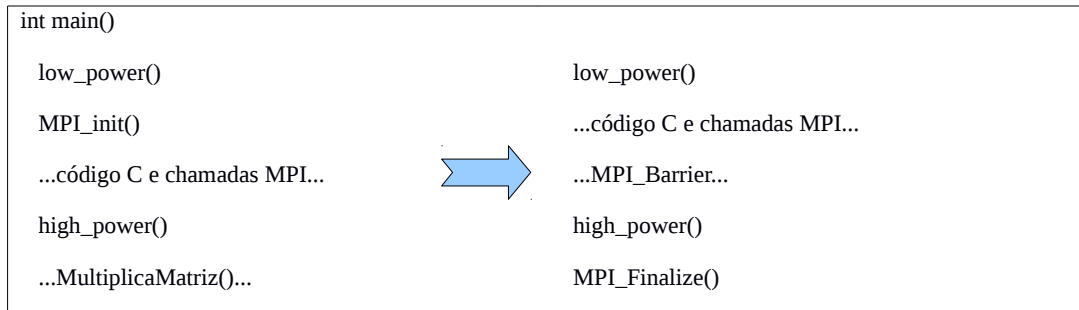 int main()
low_power()
MPI_init()
...código C e chamadas MPI...
high_power()
...MultiplicaMatriz()...
low_power()
...código C e chamadas MPI...
...MPI_Barrier...
high_power()
MPI_Finalize()